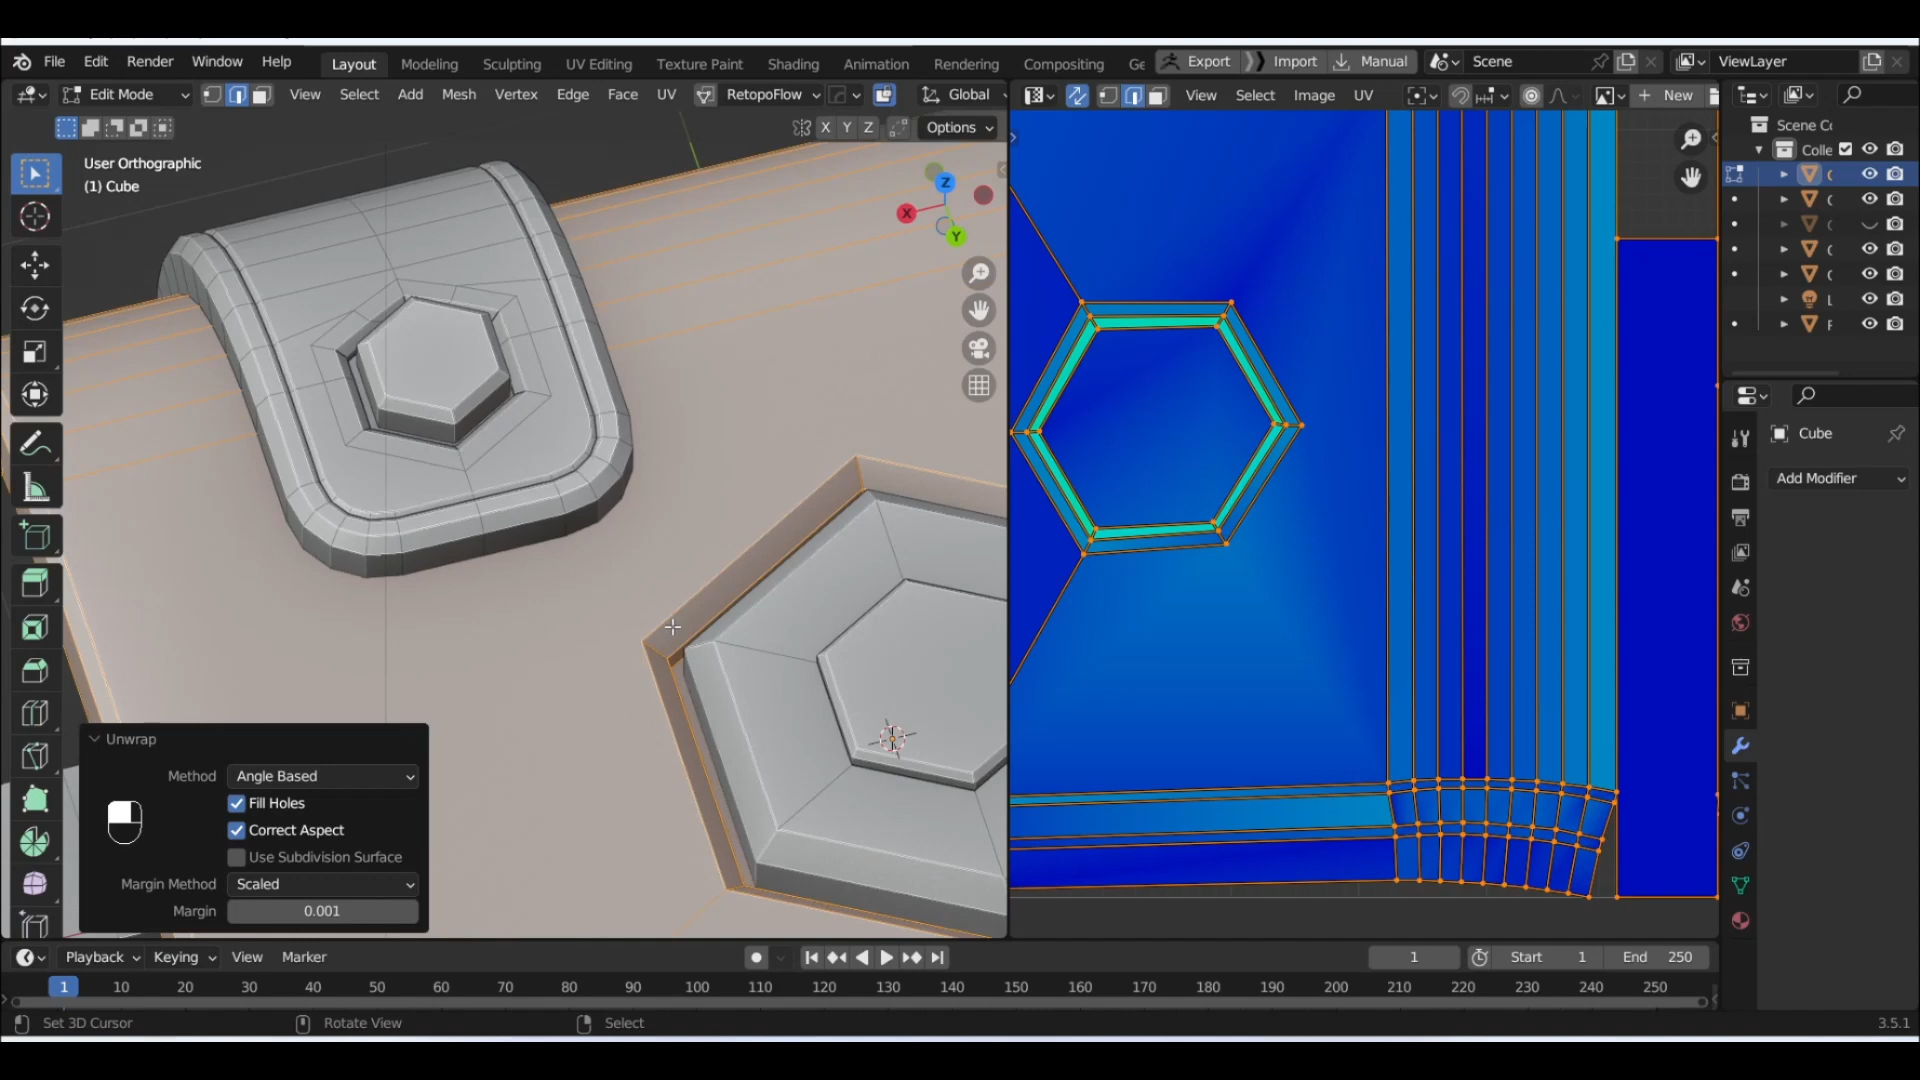 File Edit Render Window Help Layout Modeling Sculpting UV Editing Texture Paint Shading Animation Rendering Compositing Ge Export Import Manual Scene ViewLayer
Edit Mode View Select Add Mesh Vertex Edge Face UV RetopoFlow Global View Select Image UV New
X Y Z Options Scene Co
Colle
User Orthographic
(1) Cube
Z
X
Y
Cube
Add Modifier
Unwrap
Method Angle Based
Fill Holes
Correct Aspect
Use Subdivision Surface
Margin Method Scaled
Margin 0.001
Playback Keying View Marker 1 Start 1 End 250
1 10 20 30 40 50 60 70 80 90 100 110 120 130 140 150 160 170 180 190 200 210 220 230 240 250
Set 3D Cursor Rotate View Select 3.5.1